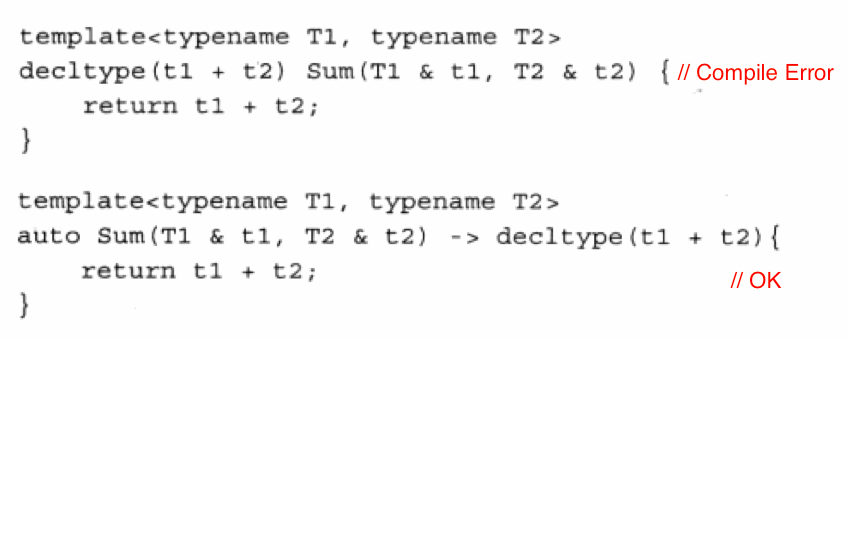 template<typename T1, typename T2>
decltype(t1 + t2) Sum(T1 & t1, T2 & t2) { // Compile Error
    return t1 + t2;
}
template<typename T1, typename T2>
auto Sum(T1 & t1, T2 & t2) -> decltype(t1 + t2){
    return t1 + t2;
// OK
}